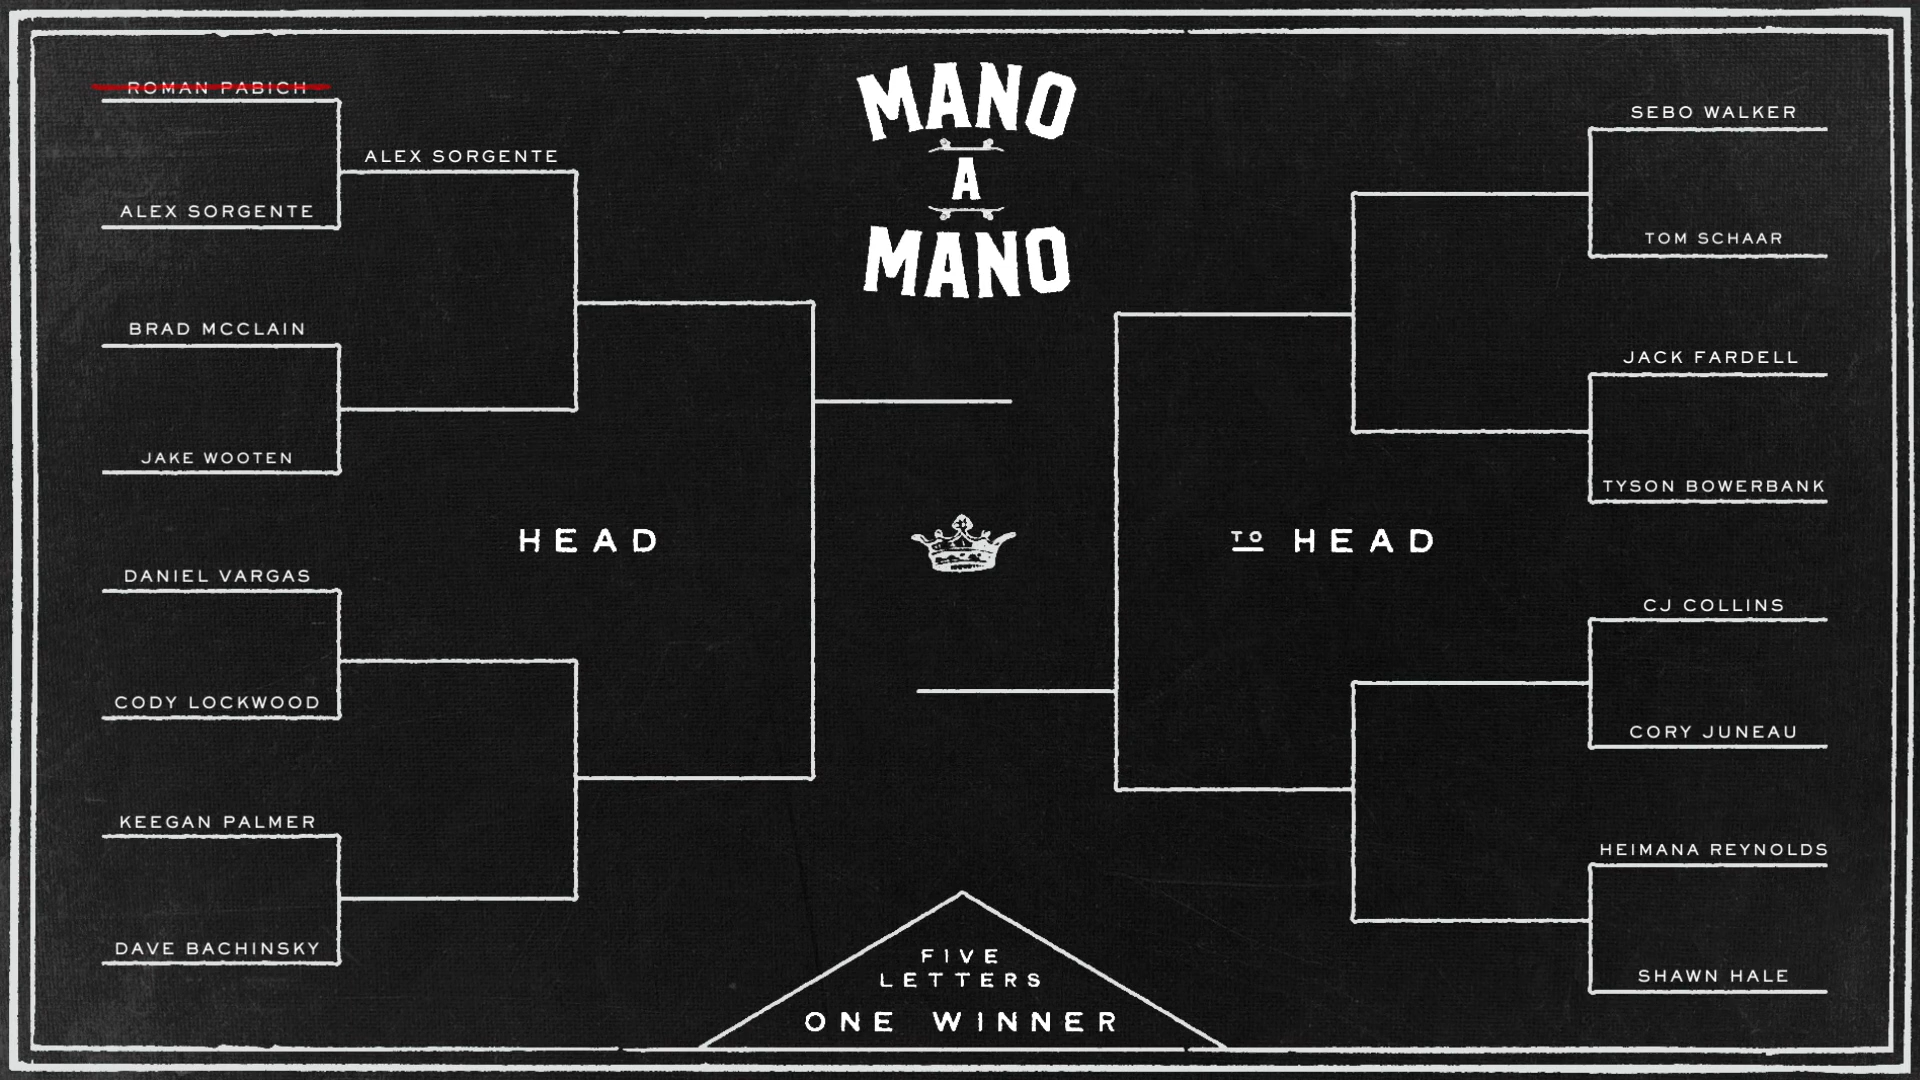 MANO
A
MANO
ROMAN PABICH
ALEX SORGENTE
ALEX SORGENTE
BRAD MCCLAIN
JAKE WOOTEN
DANIEL VARGAS
CODY LOCKWOOD
KEEGAN PALMER
DAVE BACHINSKY
HEAD
TO HEAD
SEBO WALKER
TOM SCHAAR
JACK FARDELL
TYSON BOWERBANK
CJ COLLINS
CORY JUNEAU
HEIMANA REYNOLDS
SHAWN HALE
FIVE
LETTERS
ONE WINNER